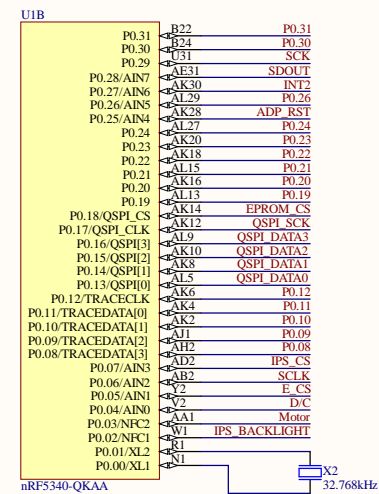 U1B
P0.31 B22 P0.31
P0.30 B24 P0.30
P0.29 U31 SCK
P0.28/AIN7 AE31 SDOUT
P0.27/AIN6 AK30 INT2
P0.26/AIN5 AL29 P0.26
P0.25/AIN4 AK28 ADP_RST
P0.24 AL27 P0.24
P0.23 AK20 P0.23
P0.22 AK18 P0.22
P0.21 AL15 P0.21
P0.20 AK16 P0.20
P0.19 AL13 P0.19
P0.18/QSPI_CS AK14 EPROM_CS
P0.17/QSPI_CLK AK12 QSPI_SCK
P0.16/QSPI[3] AL9 QSPI_DATA3
P0.15/QSPI[2] AK10 QSPI_DATA2
P0.14/QSPI[1] AK8 QSPI_DATA1
P0.13/QSPI[0] AL5 QSPI_DATA0
P0.12/TRACECLK AK6 P0.12
P0.11/TRACEDATA[0] AK4 P0.11
P0.10/TRACEDATA[1] AK2 P0.10
P0.09/TRACEDATA[2] AJ1 P0.09
P0.08/TRACEDATA[3] AH2 P0.08
P0.07/AIN3 AD2 IPS_CS
P0.06/AIN2 AB2 SCLK
P0.05/AIN1 Y2 E_CS
P0.04/AIN0 V2 D/C
P0.03/NFC2 AA1 Motor
P0.02/NFC1 W1 IPS_BACKLIGHT
P0.01/XL2 R1
P0.00/XL1 N1
X2
nRF5340-QKAA 32.768kHz